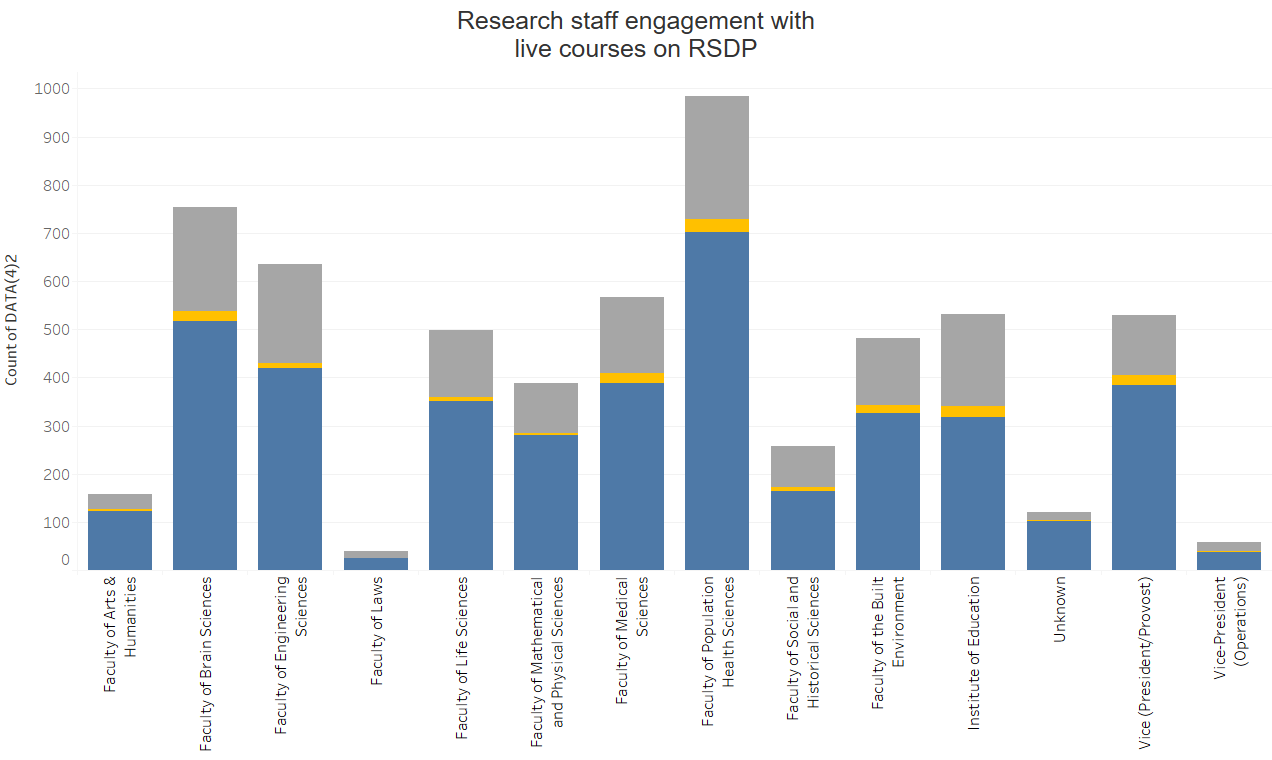 Research staff engagement with
live courses on RSDP
1000
900
800
700
600
500
400
300
200
100
0
Count of DATA(4)2
Faculty of Arts &
Humanities
Faculty of Brain Sciences
Faculty of Engineering
Sciences
Faculty of Laws
Faculty of Life Sciences
Faculty of Mathematical
and Physical Sciences
Faculty of Medical
Sciences
Faculty of Population
Health Sciences
Faculty of Social and
Historical Sciences
Faculty of the Built
Environment
Institute of Education
Unknown
Vice (President/Provost)
Vice-President
(Operations)